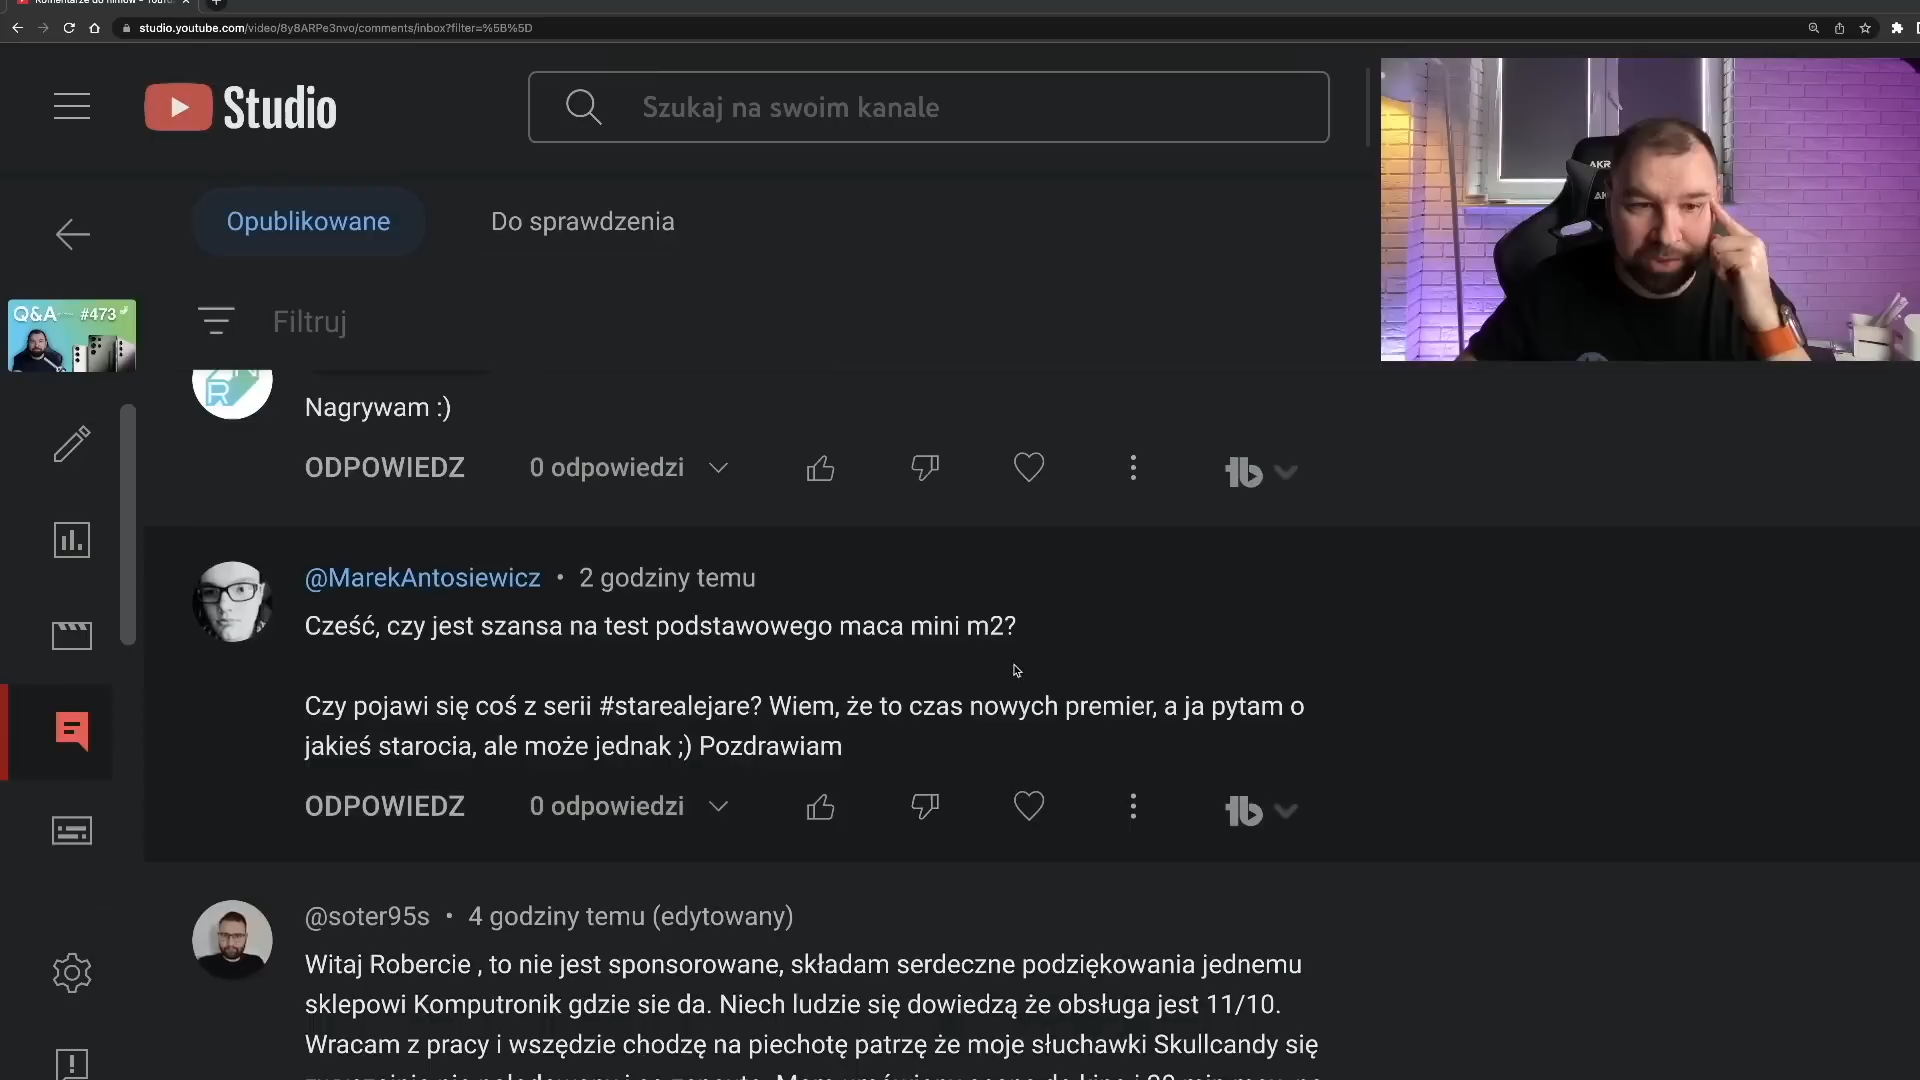 studio.youtube.com/video/8y8ARPe3nvo/comments/inbox?filter=%5B%5D
Studio
Szukaj na swoim kanale
AKR
Opublikowane
Do sprawdzenia
Q&A
#473
Filtruj
Nagrywam :)
ODPOWIEDZ
0 odpowiedzi
@MarekAntosiewicz • 2 godziny temu
Cześć, czy jest szansa na test podstawowego maca mini m2?
Czy pojawi się coś z serii #starealejare? Wiem, że to czas nowych premier, a ja pytam o
jakieś starocia, ale może jednak ;) Pozdrawiam
ODPOWIEDZ
0 odpowiedzi
@soter95s • 4 godziny temu (edytowany)
Witaj Robercie , to nie jest sponsorowane, składam serdeczne podziękowania jednemu
sklepowi Komputronik gdzie sie da. Niech ludzie się dowiedzą że obsługa jest 11/10.
Wracam z pracy i wszędzie chodzę na piechotę patrzę że moje słuchawki Skullcandy się